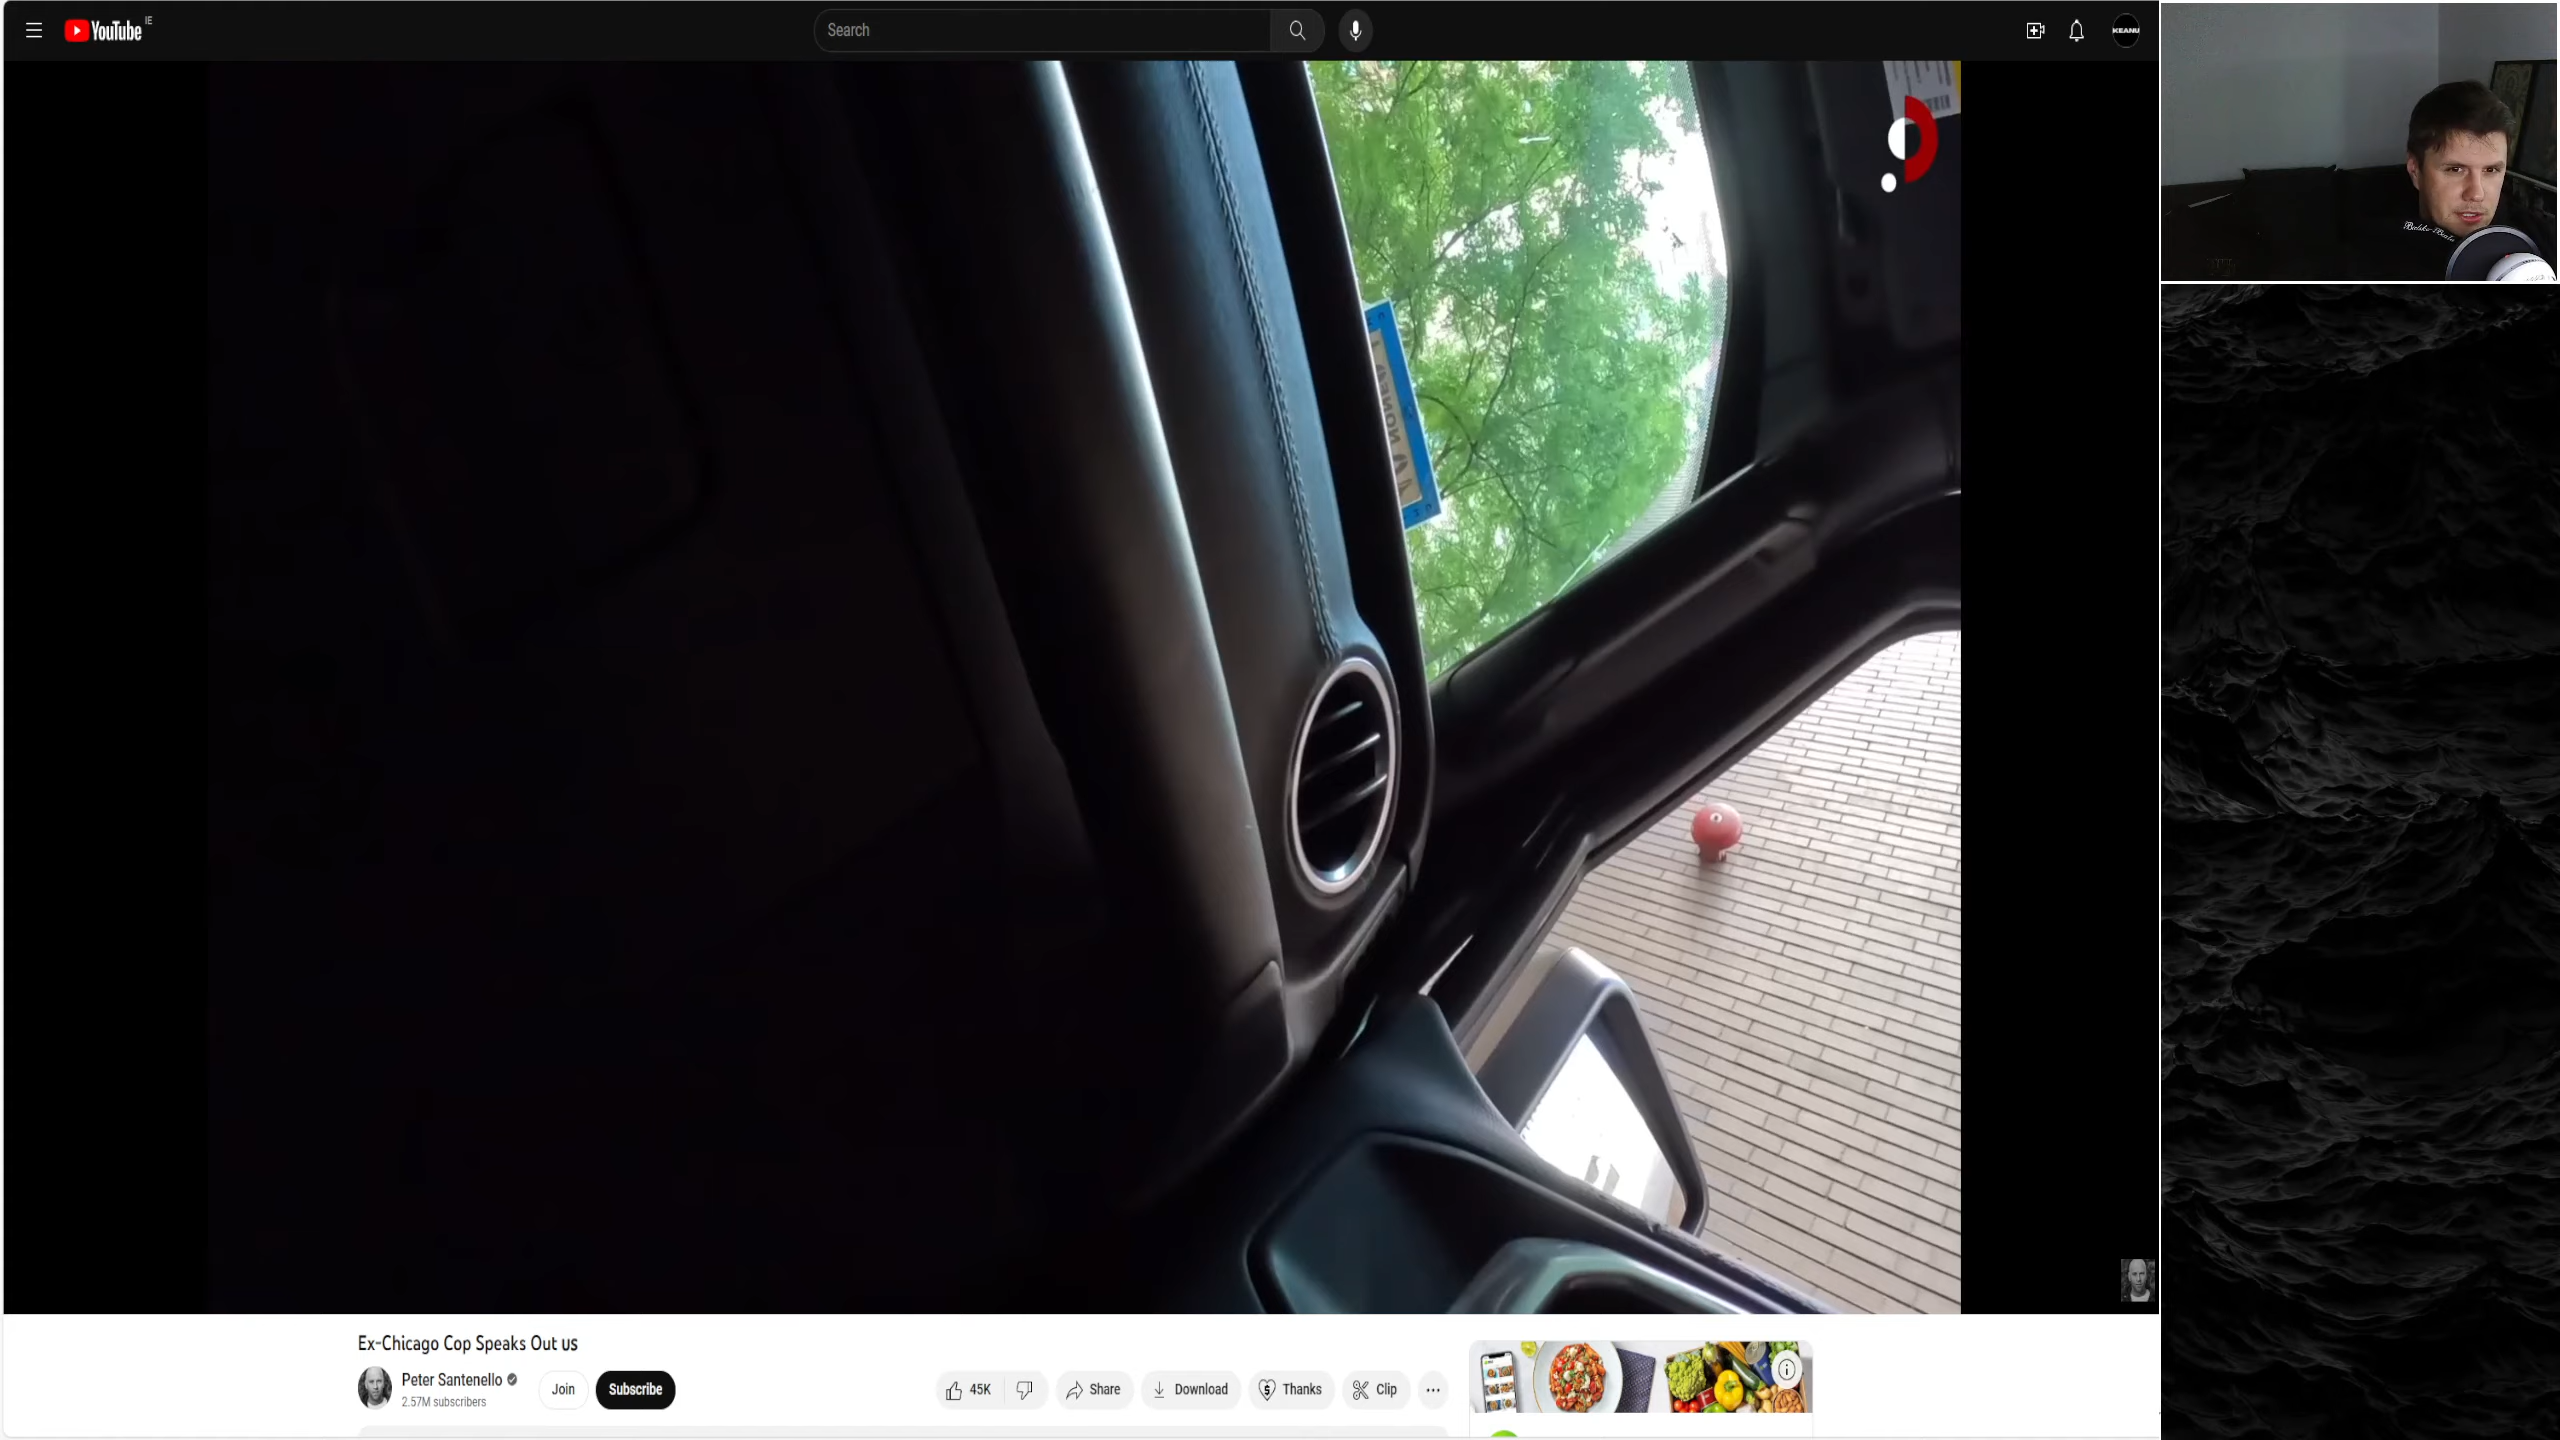 YouTube IE
Search
KEANU
Ex-Chicago Cop Speaks Out US
Peter Santenello
2.57M subscribers
Join
Subscribe
45K
Share
Download
Thanks
Clip